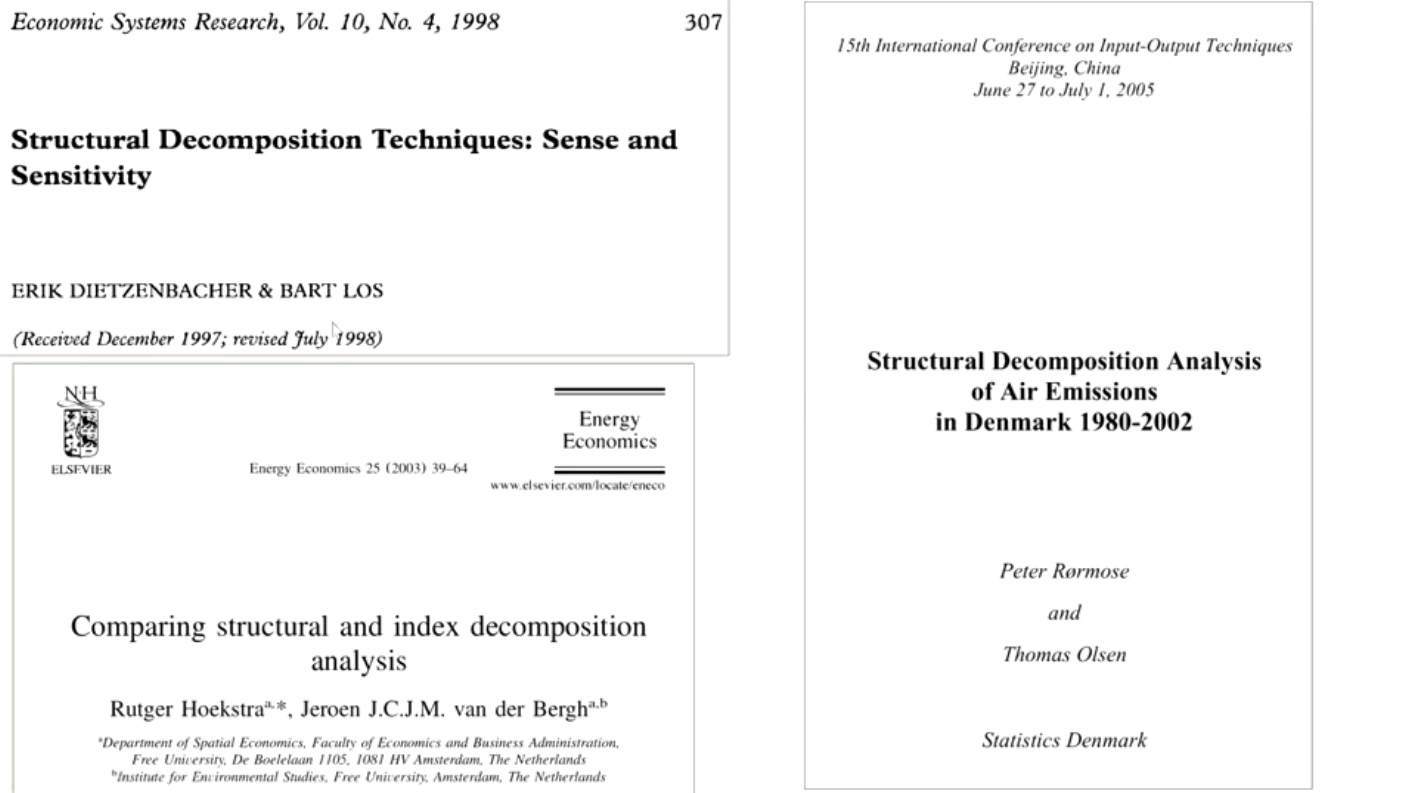 Economic Systems Research, Vol. 10, No. 4, 1998 307
Structural Decomposition Techniques: Sense and
Sensitivity
ERIK DIETZENBACHER & BART LOS
(Received December 1997; revised July 1998)
NH
ELSEVIER
Energy Economics 25 (2003) 39–64
Energy
Economics
www.elsevier.com/locate/eneco
Comparing structural and index decomposition
analysis
Rutger Hoekstraa,*, Jeroen J.C.J.M. van der Bergha,b
aDepartment of Spatial Economics, Faculty of Economics and Business Administration,
Free University, De Boelelaan 1105, 1081 HV Amsterdam, The Netherlands
bInstitute for Environmental Studies, Free University, Amsterdam, The Netherlands
15th International Conference on Input-Output Techniques
Beijing, China
June 27 to July 1, 2005
Structural Decomposition Analysis
of Air Emissions
in Denmark 1980-2002
Peter Rørmose
and
Thomas Olsen
Statistics Denmark